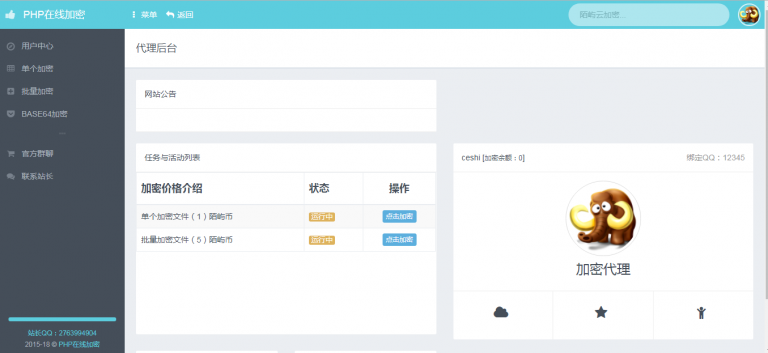 PHP在线加密
菜单 返回
陌屿云加密...
用户中心
单个加密
批量加密
BASE64加密
官方群聊
联系站长
站长QQ：2763994904
2015-18 © PHP在线加密
代理后台
网站公告
任务与活动列表
加密价格介绍 状态 操作
单个加密文件（1）陌屿币 运行中 点击加密
批量加密文件（5）陌屿币 运行中 点击加密
ceshi [加密余额：0] 绑定QQ：12345
加密代理